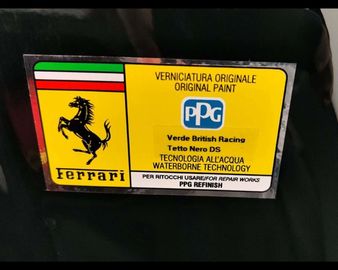 VERNICIATURA ORIGINALE
ORIGINAL PAINT
PPG
Verde British Racing
Tetto Nero DS
TECNOLOGIA ALL'ACQUA
WATERBORNE TECHNOLOGY
Ferrari
PER RITOCCHI USARE/FOR REPAIR WORKS
PPG REFINISH